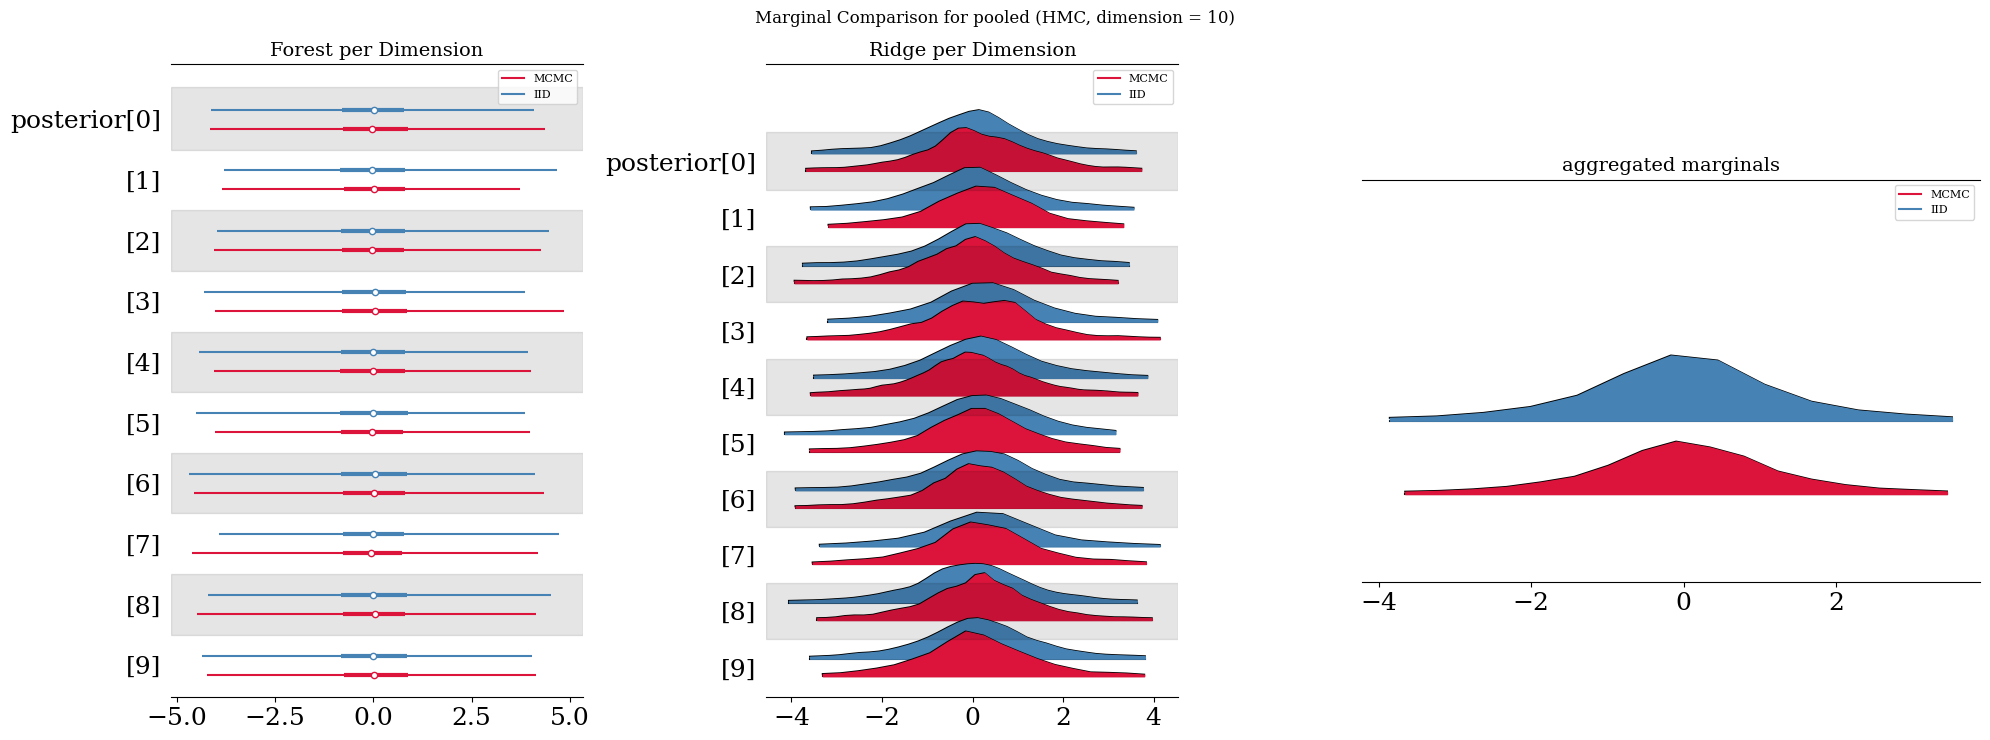 Marginal Comparison for pooled (HMC, dimension = 10)
Forest per Dimension
MCMC
IID
posterior[0]
[1]
[2]
[3]
[4]
[5]
[6]
[7]
[8]
[9]
−5.0 −2.5 0.0 2.5 5.0
Ridge per Dimension
MCMC
IID
posterior[0]
[1]
[2]
[3]
[4]
[5]
[6]
[7]
[8]
[9]
−4 −2 0 2 4
aggregated marginals
MCMC
IID
−4 −2 0 2